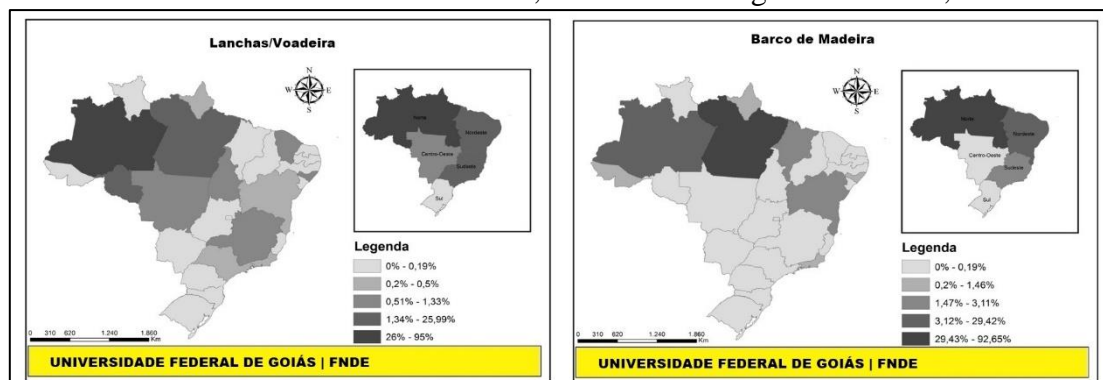 Lanchas/Voadeira
N
W E
S
Norte
Nordeste
Centro-Oeste
Sudeste
Sul
Legenda
0% - 0,19%
0,2% - 0,5%
0,51% - 1,33%
1,34% - 25,99%
26% - 95%
0 310 620 1.240 1.860
Km
UNIVERSIDADE FEDERAL DE GOIÁS | FNDE
Barco de Madeira
N
W E
S
Norte
Nordeste
Centro-Oeste
Sudeste
Sul
Legenda
0% - 0,19%
0,2% - 1,46%
1,47% - 3,11%
3,12% - 29,42%
29,43% - 92,65%
0 310 620 1.240 1.860
Km
UNIVERSIDADE FEDERAL DE GOIÁS | FNDE